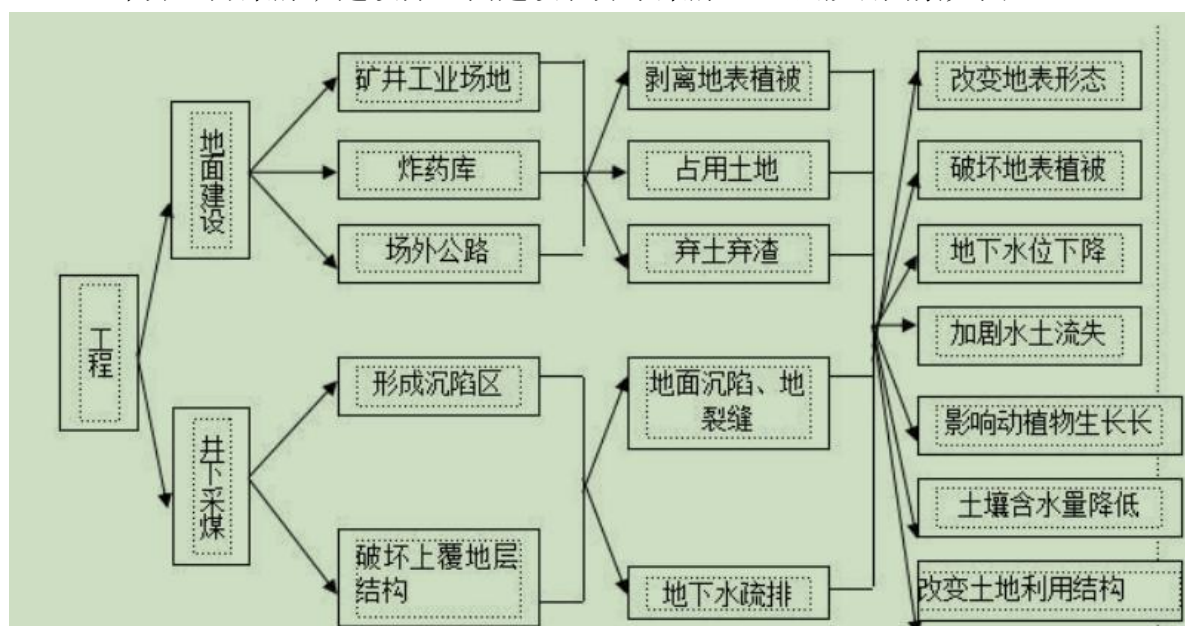 工程
地面建设
井下采煤
矿井工业场地
炸药库
场外公路
形成沉陷区
破坏上覆地层
结构
剥离地表植被
占用土地
弃土弃渣
地面沉陷、地
裂缝
地下水疏排
改变地表形态
破坏地表植被
地下水位下降
加剧水土流失
影响动植物生长长
土壤含水量降低
改变土地利用结构